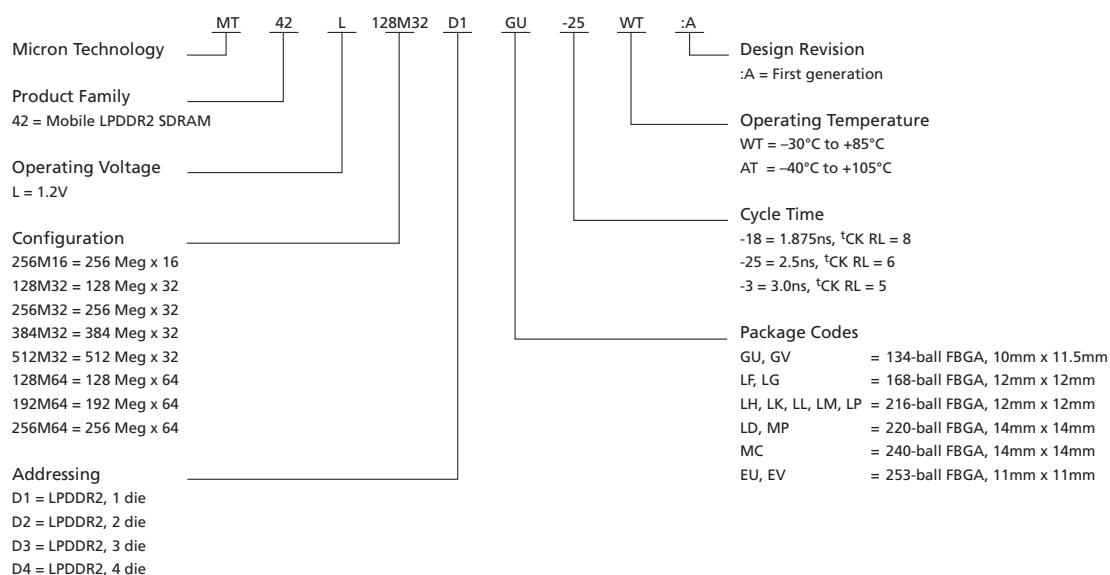 MT 42 L 128M32 D1 GU -25 WT :A
Micron Technology
Product Family
42 = Mobile LPDDR2 SDRAM
Operating Voltage
L = 1.2V
Configuration
256M16 = 256 Meg x 16
128M32 = 128 Meg x 32
256M32 = 256 Meg x 32
384M32 = 384 Meg x 32
512M32 = 512 Meg x 32
128M64 = 128 Meg x 64
192M64 = 192 Meg x 64
256M64 = 256 Meg x 64
Addressing
D1 = LPDDR2, 1 die
D2 = LPDDR2, 2 die
D3 = LPDDR2, 3 die
D4 = LPDDR2, 4 die
Design Revision
:A = First generation
Operating Temperature
WT = –30°C to +85°C
AT = –40°C to +105°C
Cycle Time
-18 = 1.875ns, tCK RL = 8
-25 = 2.5ns, tCK RL = 6
-3 = 3.0ns, tCK RL = 5
Package Codes
GU, GV = 134-ball FBGA, 10mm x 11.5mm
LF, LG = 168-ball FBGA, 12mm x 12mm
LH, LK, LL, LM, LP = 216-ball FBGA, 12mm x 12mm
LD, MP = 220-ball FBGA, 14mm x 14mm
MC = 240-ball FBGA, 14mm x 14mm
EU, EV = 253-ball FBGA, 11mm x 11mm